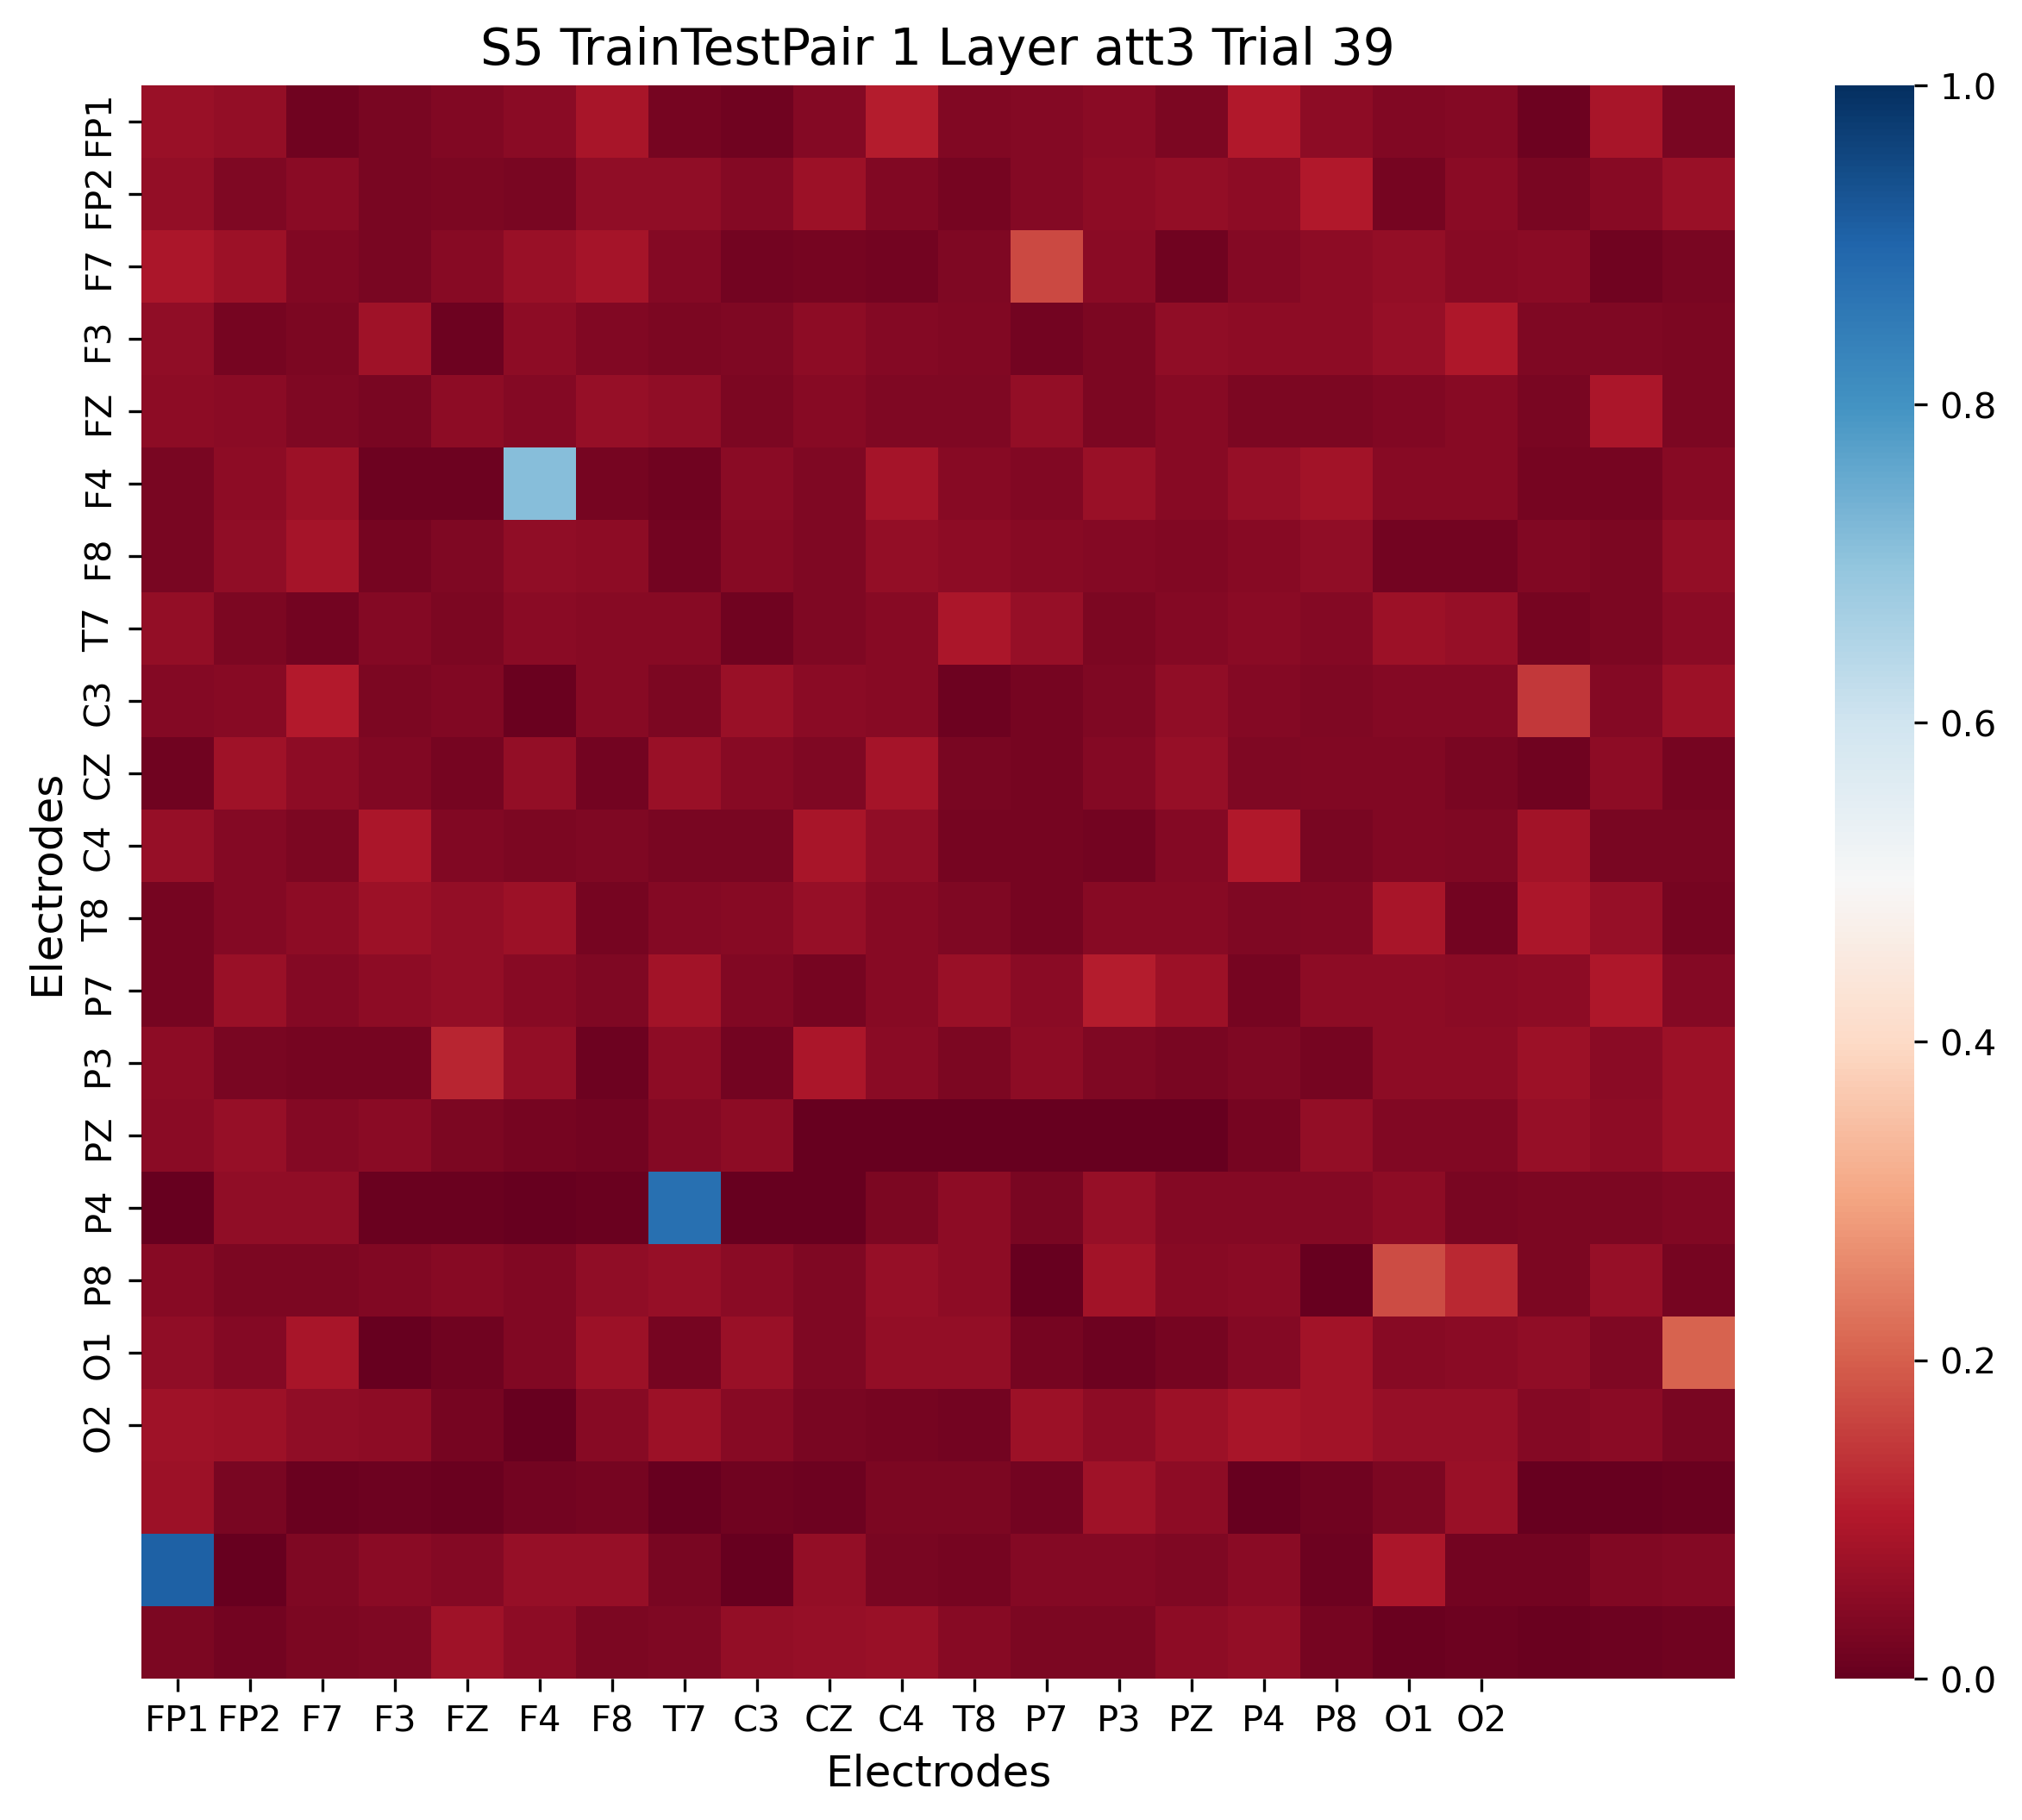 S5 TrainTestPair 1 Layer att3 Trial 39
Electrodes
FP1
FP2
F7
F3
FZ
F4
F8
T7
C3
CZ
C4
T8
P7
P3
PZ
P4
P8
O1
O2
FP1 FP2 F7 F3 FZ F4 F8 T7 C3 CZ C4 T8 P7 P3 PZ P4 P8 O1 O2
Electrodes
1.0
0.8
0.6
0.4
0.2
0.0